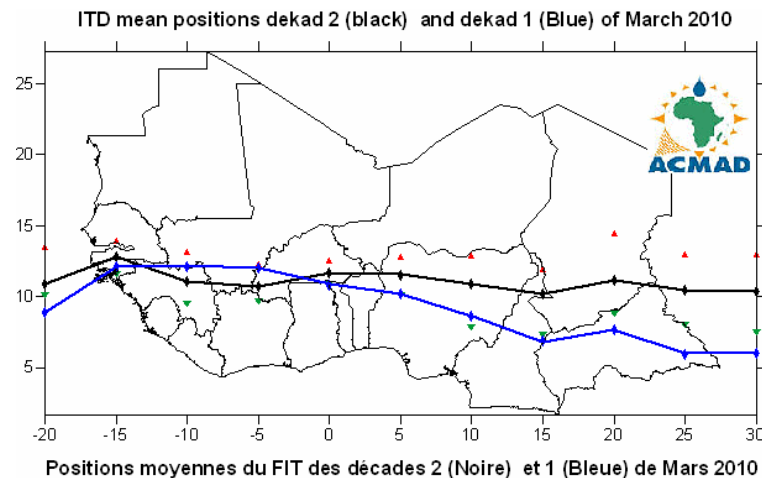 ITD mean positions dekad 2 (black) and dekad 1 (Blue) of March 2010
25
20
15
10
5
ACMAD
-20 -15 -10 -5 0 5 10 15 20 25 30
Positions moyennes du FIT des décades 2 (Noire) et 1 (Bleue) de Mars 2010